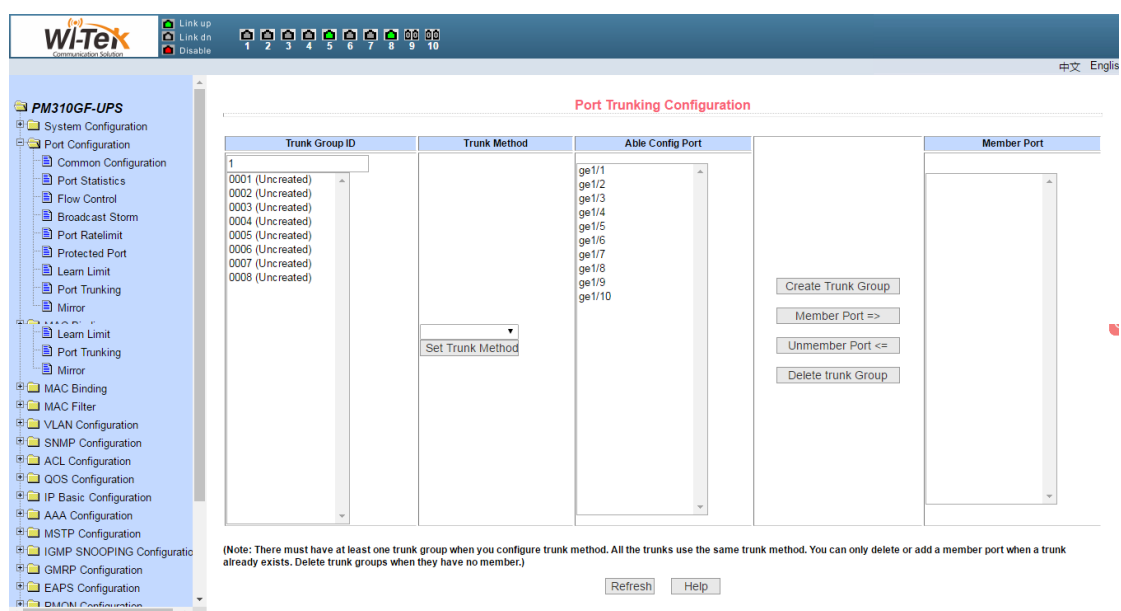 Wi-Tek
Communication Solution
Link up
Link dn
Disable
1 2 3 4 5 6 7 8 9 10
中文 Englis
PM310GF-UPS
System Configuration
Port Configuration
Common Configuration
Port Statistics
Flow Control
Broadcast Storm
Port Ratelimit
Protected Port
Learn Limit
Port Trunking
Mirror
Learn Limit
Port Trunking
Mirror
MAC Binding
MAC Filter
VLAN Configuration
SNMP Configuration
ACL Configuration
QOS Configuration
IP Basic Configuration
AAA Configuration
MSTP Configuration
IGMP SNOOPING Configuratio
GMRP Configuration
EAPS Configuration
RMON Configuration
Port Trunking Configuration
Trunk Group ID
1
0001 (Uncreated)
0002 (Uncreated)
0003 (Uncreated)
0004 (Uncreated)
0005 (Uncreated)
0006 (Uncreated)
0007 (Uncreated)
0008 (Uncreated)
Trunk Method
Set Trunk Method
Able Config Port
ge1/1
ge1/2
ge1/3
ge1/4
ge1/5
ge1/6
ge1/7
ge1/8
ge1/9
ge1/10
Create Trunk Group
Member Port =>
Unmember Port <=
Delete trunk Group
Member Port
(Note: There must have at least one trunk group when you configure trunk method. All the trunks use the same trunk method. You can only delete or add a member port when a trunk
already exists. Delete trunk groups when they have no member.)
Refresh Help